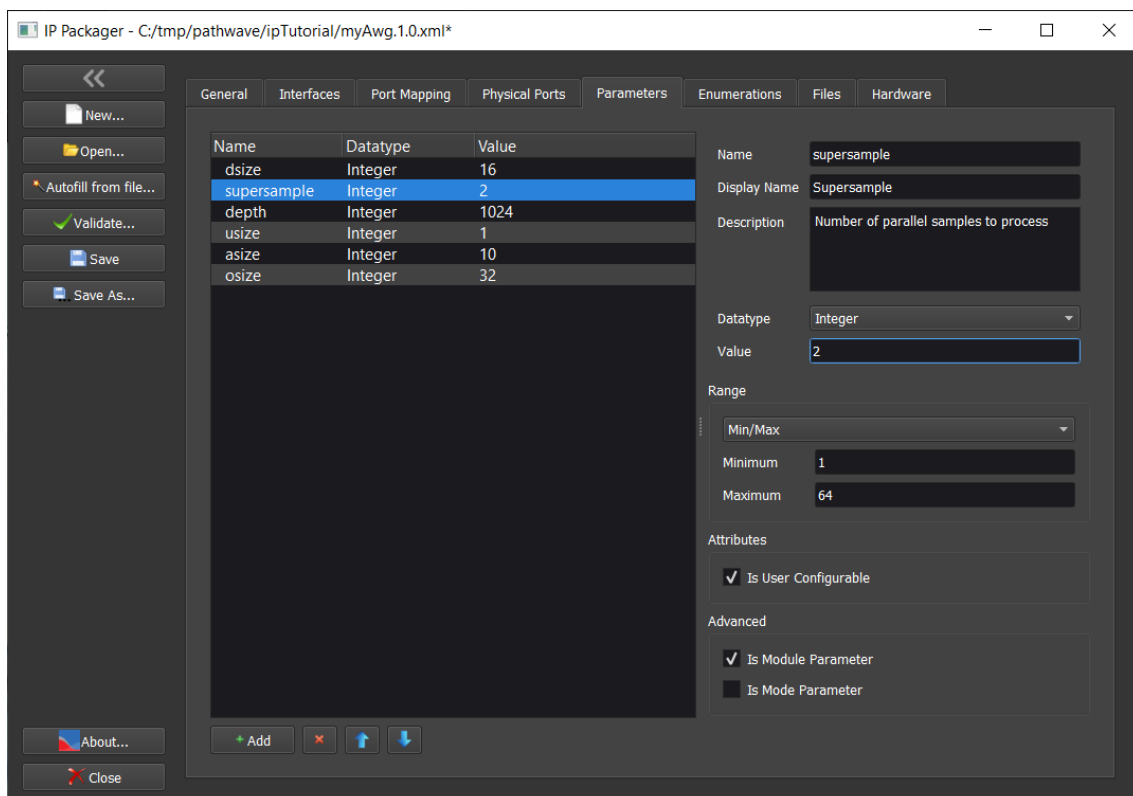 IP Packager - C:/tmp/pathwave/ipTutorial/myAwg.1.0.xml*
New...
Open...
Autofill from file...
Validate...
Save
Save As...
About...
Close
General Interfaces Port Mapping Physical Ports Parameters Enumerations Files Hardware
Name Datatype Value
dsize Integer 16
supersample Integer 2
depth Integer 1024
usize Integer 1
asize Integer 10
osize Integer 32
+ Add
Name supersample
Display Name Supersample
Description Number of parallel samples to process
Datatype Integer
Value 2
Range
Min/Max
Minimum 1
Maximum 64
Attributes
Is User Configurable
Advanced
Is Module Parameter
Is Mode Parameter